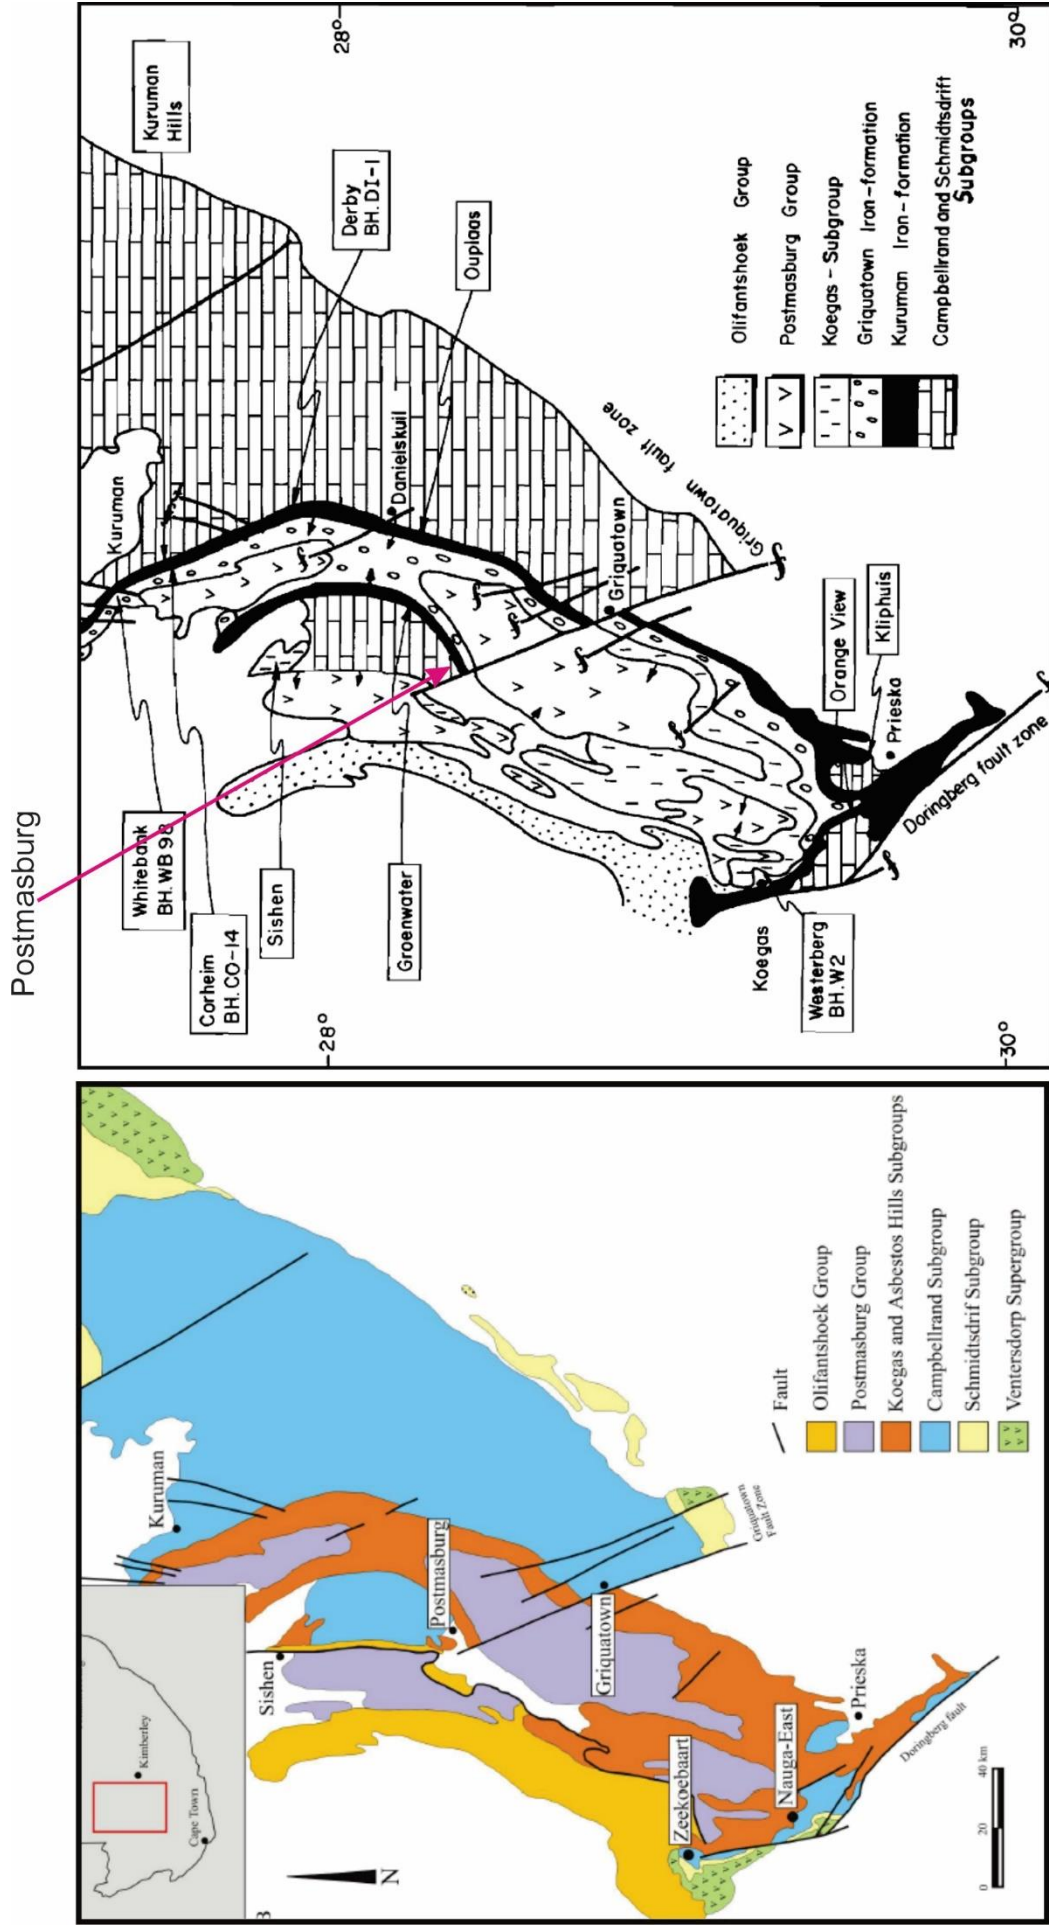 Postmasburg
28°
30°
Kuruman
Hills
Derby
BH. DI-1
Ouplaas
Kuruman
Danielskuil
Griquatown
Griquatown fault zone
Orange View
Kliphuis
Prieska
Doringberg fault zone
Whitebank
BH. WB 98
Corheim
BH. CO-14
Sishen
Groenwater
Koegas
Westerberg
BH. W2
28°
30°
Olifantshoek Group
Postmasburg Group
Koegas - Subgroup
Griquatown Iron-formation
Kuruman Iron-formation
Campbellrand and Schmidtsdrift
Subgroups
Kuruman
Sishen
Postmasburg
Griquatown
Griquatown
Fault Zone
Zeekoebaart
Nauga-East
Prieska
Doringberg fault
Kimberley
Cape Town
N
0 20 40 km
Fault
Olifantshoek Group
Postmasburg Group
Koegas and Asbestos Hills Subgroups
Campbellrand Subgroup
Schmidtsdrif Subgroup
Ventersdorp Supergroup